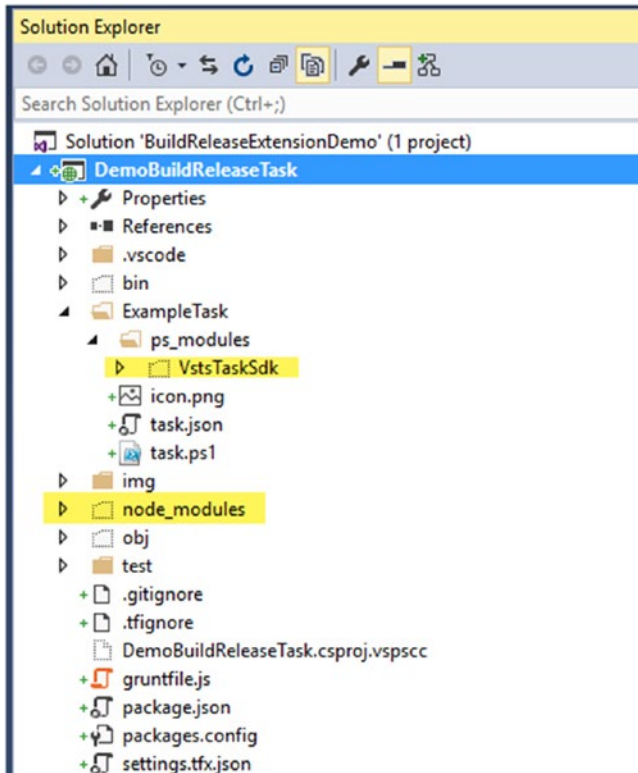 Solution Explorer
Search Solution Explorer (Ctrl+;)
Solution 'BuildReleaseExtensionDemo' (1 project)
DemoBuildReleaseTask
Properties
References
.vscode
bin
ExampleTask
ps_modules
VstsTaskSdk
icon.png
task.json
task.ps1
img
node_modules
obj
test
.gitignore
.tfignore
DemoBuildReleaseTask.csproj.vspscc
gruntfile.js
package.json
packages.config
settings.tfx.json